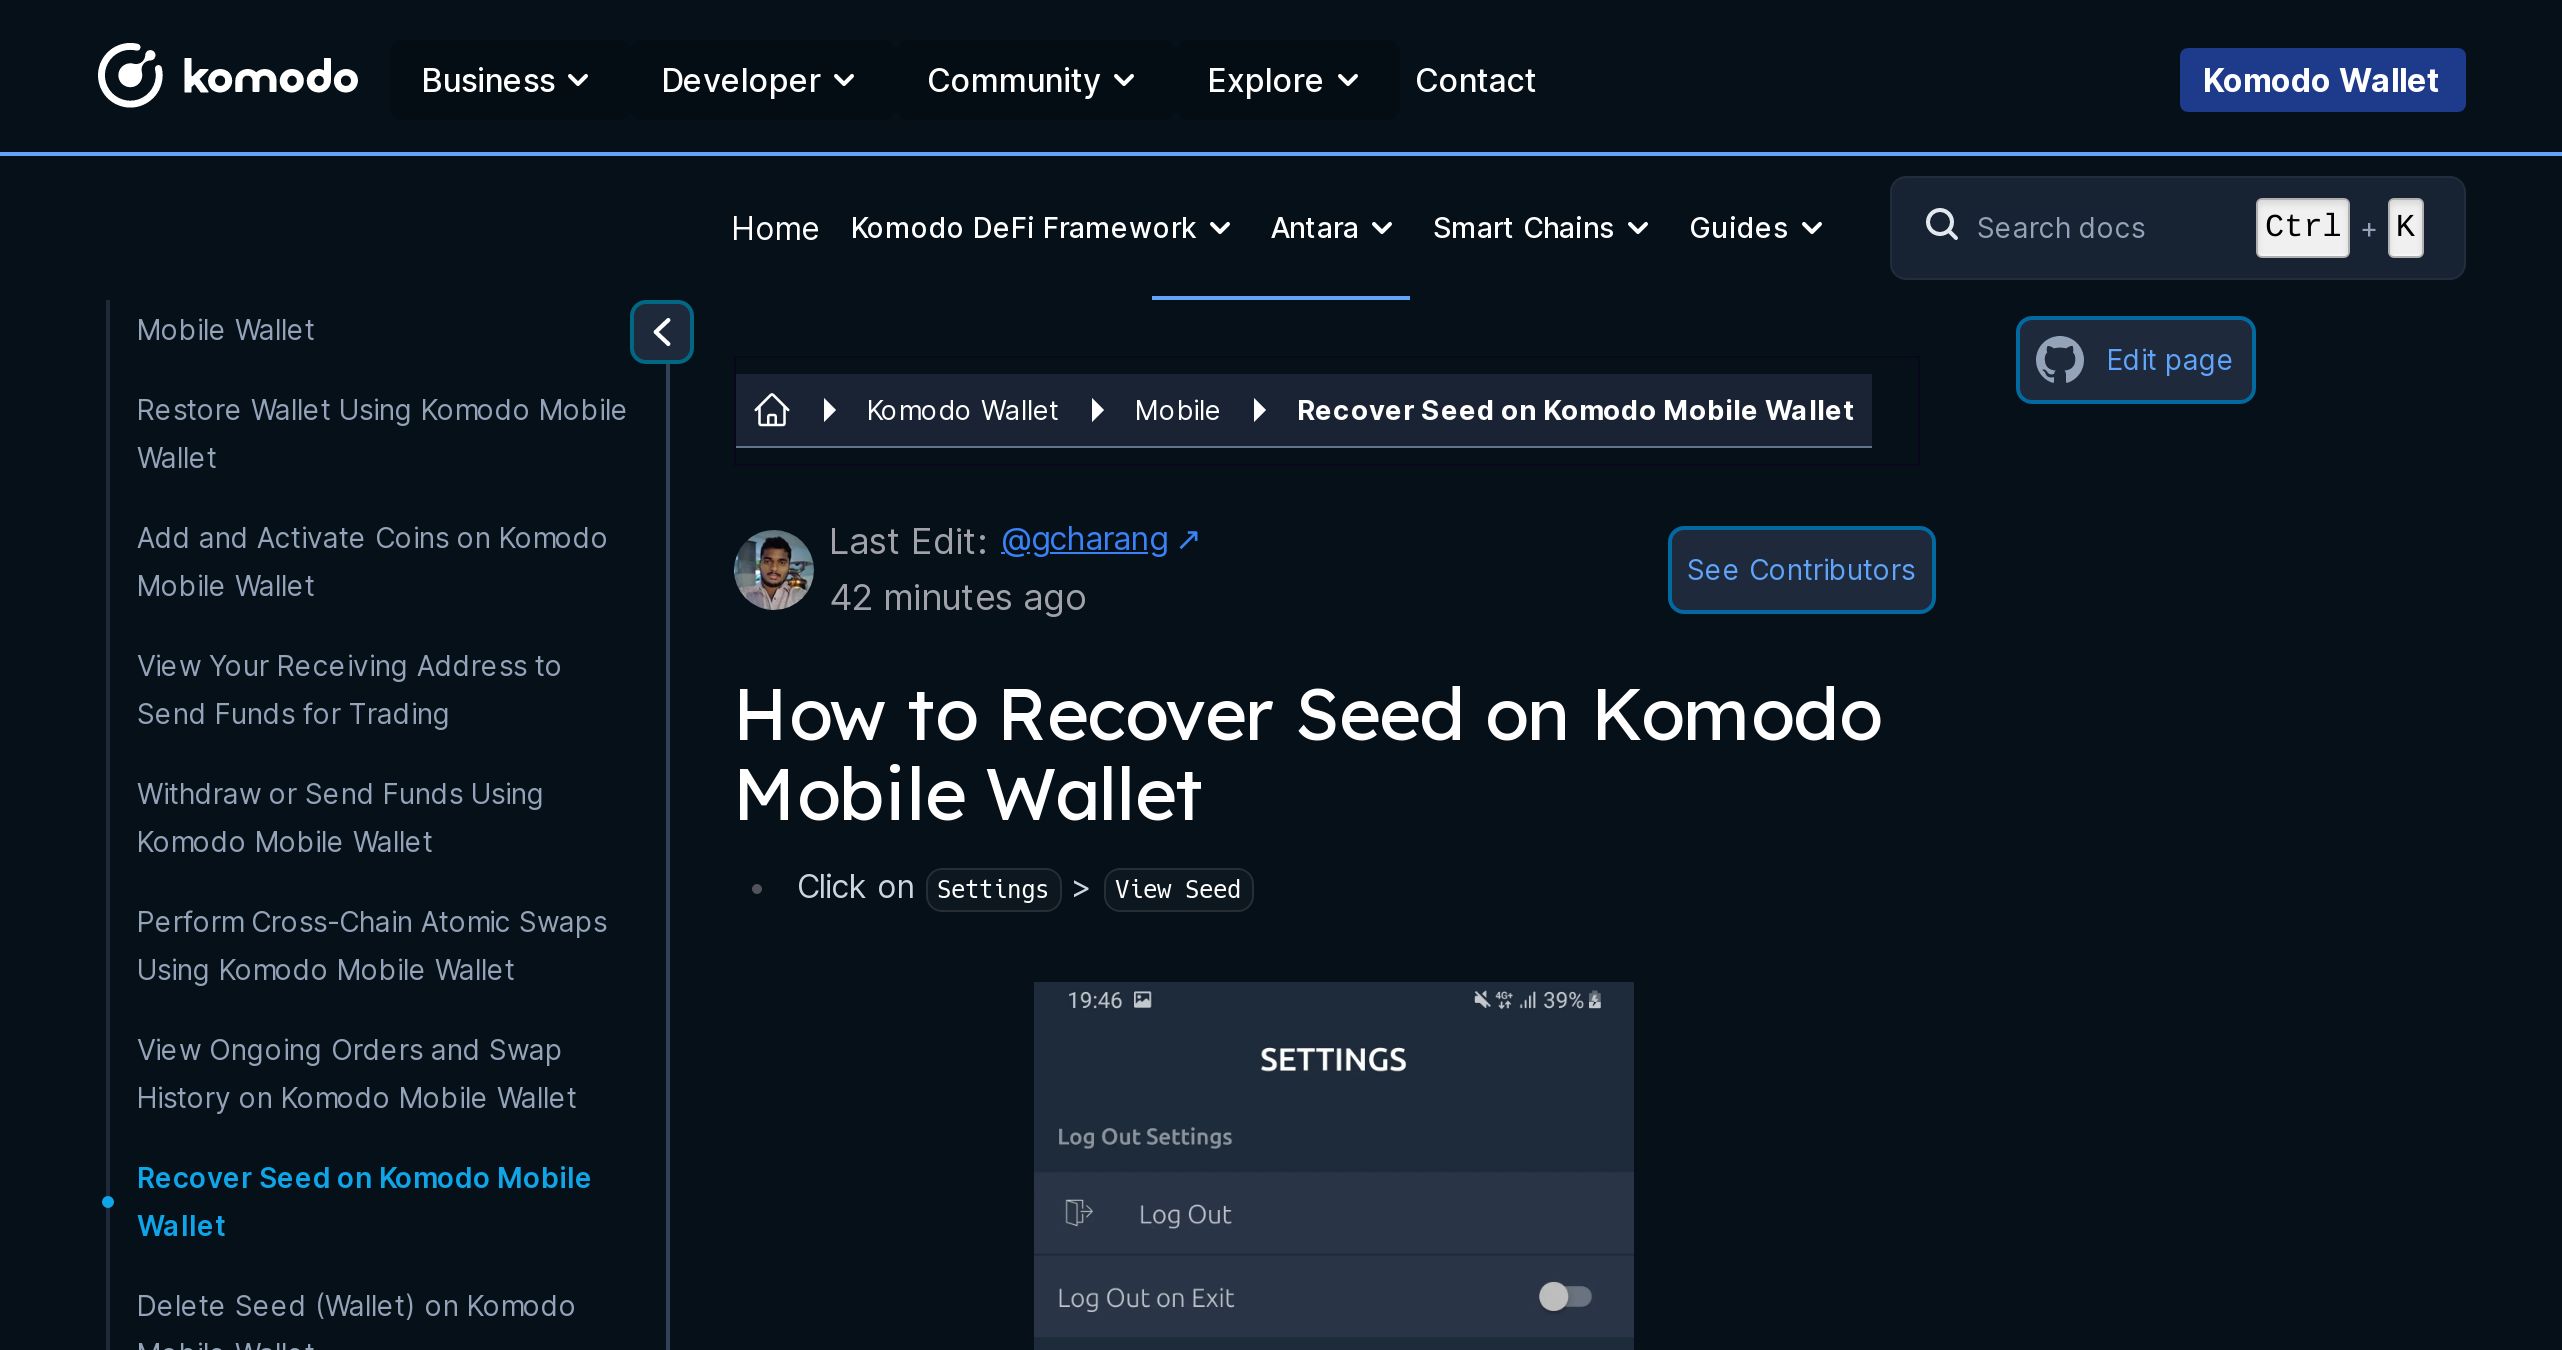 komodo
Business
Developer
Community
Explore
Contact
Komodo Wallet
Home
Komodo DeFi Framework
Antara
Smart Chains
Guides
Search docs
Ctrl + K
Mobile Wallet
Restore Wallet Using Komodo Mobile
Wallet
Add and Activate Coins on Komodo
Mobile Wallet
View Your Receiving Address to
Send Funds for Trading
Withdraw or Send Funds Using
Komodo Mobile Wallet
Perform Cross-Chain Atomic Swaps
Using Komodo Mobile Wallet
View Ongoing Orders and Swap
History on Komodo Mobile Wallet
Recover Seed on Komodo Mobile
Wallet
Delete Seed (Wallet) on Komodo
Mobile Wallet
Komodo Wallet
Mobile
Recover Seed on Komodo Mobile Wallet
Edit page
Last Edit: @gcharang ↗
42 minutes ago
See Contributors
How to Recover Seed on Komodo
Mobile Wallet
Click on Settings > View Seed
19:46
4G+
39%
SETTINGS
Log Out Settings
Log Out
Log Out on Exit